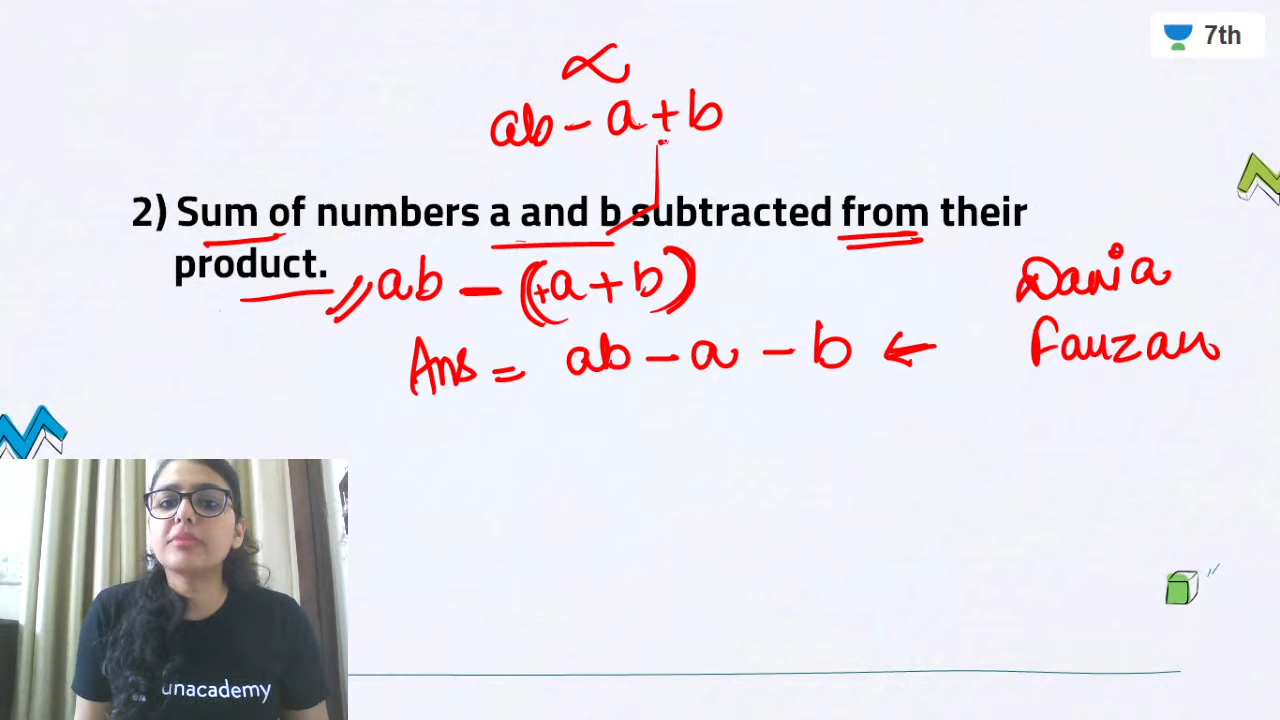 7th
ab - a + b
2) Sum of numbers a and b subtracted from their
product.
ab - (+a + b)
Ans = ab - a - b ←
Dania
Fauzan
unacademy